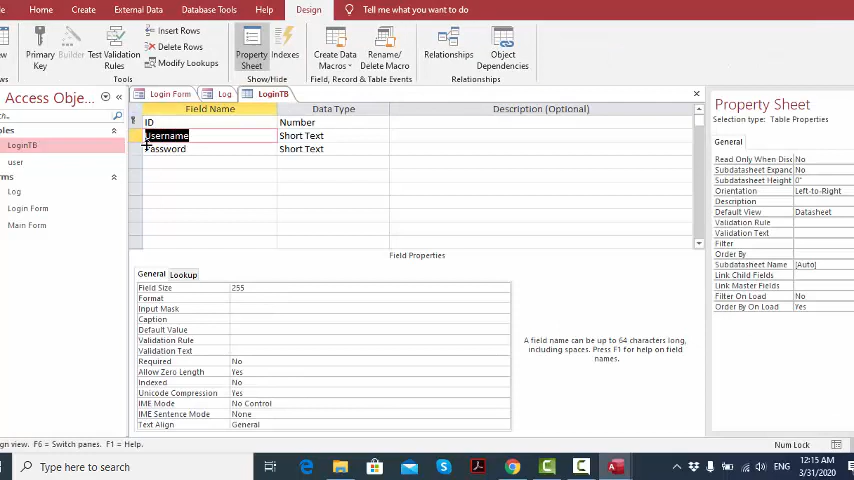 Home Create External Data Database Tools Help Design Tell me what you want to do
Primary Key
Builder
Test Validation Rules
Insert Rows
Delete Rows
Modify Lookups
Tools
Property Sheet
Indexes
Show/Hide
Create Data Macros
Rename/ Delete Macro
Field, Record & Table Events
Relationships
Object Dependencies
Relationships
Access Obje...
LoginTB
user
Log
Login Form
Main Form
Login Form Log LoginTB
Field Name Data Type Description (Optional)
ID Number
Username Short Text
Password Short Text
Field Properties
General Lookup
Field Size 255
Format
Input Mask
Caption
Default Value
Validation Rule
Validation Text
Required No
Allow Zero Length Yes
Indexed No
Unicode Compression Yes
IME Mode No Control
IME Sentence Mode None
Text Align General
A field name can be up to 64 characters long, including spaces. Press F1 for help on field names.
Property Sheet
Selection type: Table Properties
General
Read Only When Disc No
Subdatasheet Expanc No
Subdatasheet Height 0"
Orientation Left-to-Right
Description
Default View Datasheet
Validation Rule
Validation Text
Filter
Order By
Subdatasheet Name [Auto]
Link Child Fields
Link Master Fields
Filter On Load No
Order By On Load Yes
ign view. F6 = Switch panes. F1 = Help.
Num Lock
Type here to search
ENG
12:15 AM
3/31/2020